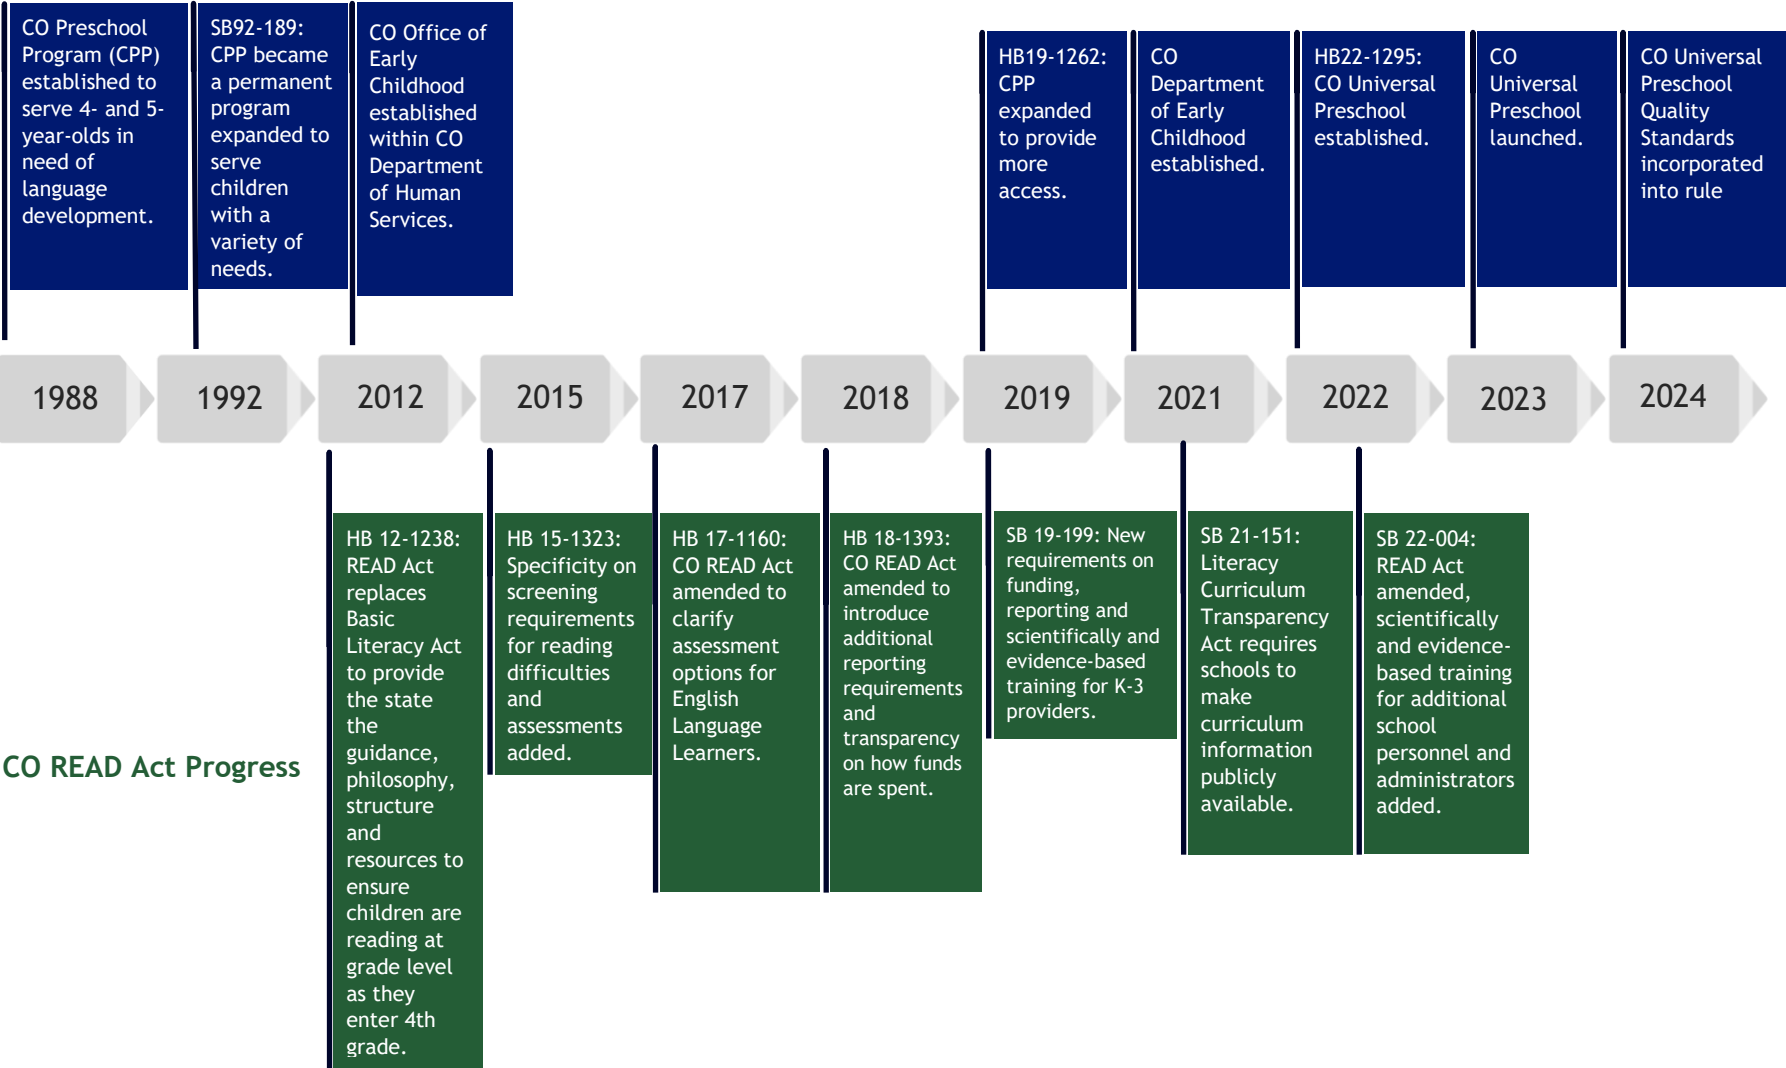 CO Preschool
Program (CPP)
established to
serve 4- and 5-
year-olds in
need of
language
development.
SB92-189:
CPP became
a permanent
program
expanded to
serve
children
with a
variety of
needs.
CO Office of
Early
Childhood
established
within CO
Department
of Human
Services.
HB19-1262:
CPP
expanded
to provide
more
access.
CO
Department
of Early
Childhood
established.
HB22-1295:
CO Universal
Preschool
established.
CO
Universal
Preschool
launched.
CO Universal
Preschool
Quality
Standards
incorporated
into rule
1988
1992
2012
2015
2017
2018
2019
2021
2022
2023
2024
CO READ Act Progress
HB 12-1238:
READ Act
replaces
Basic
Literacy Act
to provide
the state
the
guidance,
philosophy,
structure
and
resources to
ensure
children are
reading at
grade level
as they
enter 4th
grade.
HB 15-1323:
Specificity on
screening
requirements
for reading
difficulties
and
assessments
added.
HB 17-1160:
CO READ Act
amended to
clarify
assessment
options for
English
Language
Learners.
HB 18-1393:
CO READ Act
amended to
introduce
additional
reporting
requirements
and
transparency
on how funds
are spent.
SB 19-199: New
requirements on
funding,
reporting and
scientifically and
evidence-based
training for K-3
providers.
SB 21-151:
Literacy
Curriculum
Transparency
Act requires
schools to
make
curriculum
information
publicly
available.
SB 22-004:
READ Act
amended,
scientifically
and evidence-
based training
for additional
school
personnel and
administrators
added.